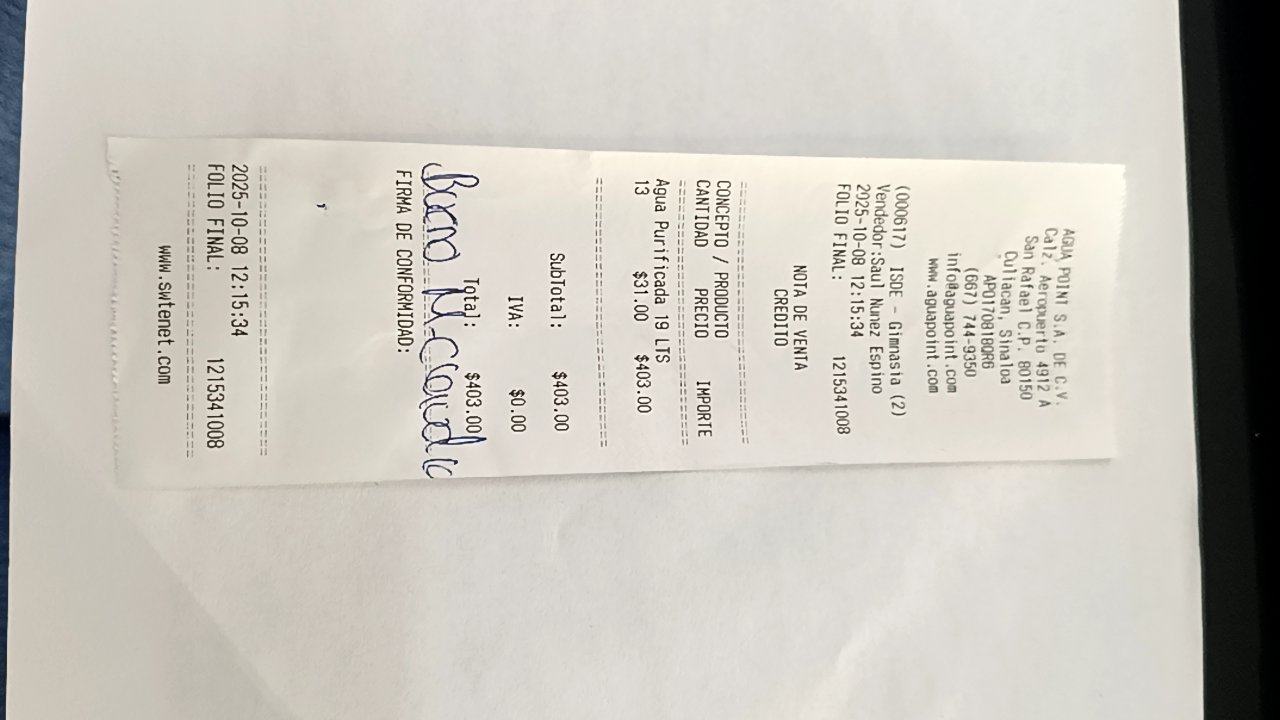 AGUA POINT S.A. DE C.V.
Calz. Aeropuerto 4912 A
San Rafael C.P. 80150
Culiacan, Sinaloa
APO170818QR6
(667) 744-9350
info@aguapoint.com
www.aguapoint.com
(000617) ISDE - Gimnasia (2)
Vendedor:Saul Nunez Espino
2025-10-08 12:15:34
FOLIO FINAL: 1215341008
NOTA DE VENTA
CREDITO
CONCEPTO / PRODUCTO
CANTIDAD PRECIO IMPORTE
Agua Purificada 19 LTS
13 $31.00 $403.00
SubTotal: $403.00
IVA: $0.00
Total: $403.00
FIRMA DE CONFORMIDAD:
2025-10-08 12:15:34
FOLIO FINAL: 1215341008
www.swtenet.com